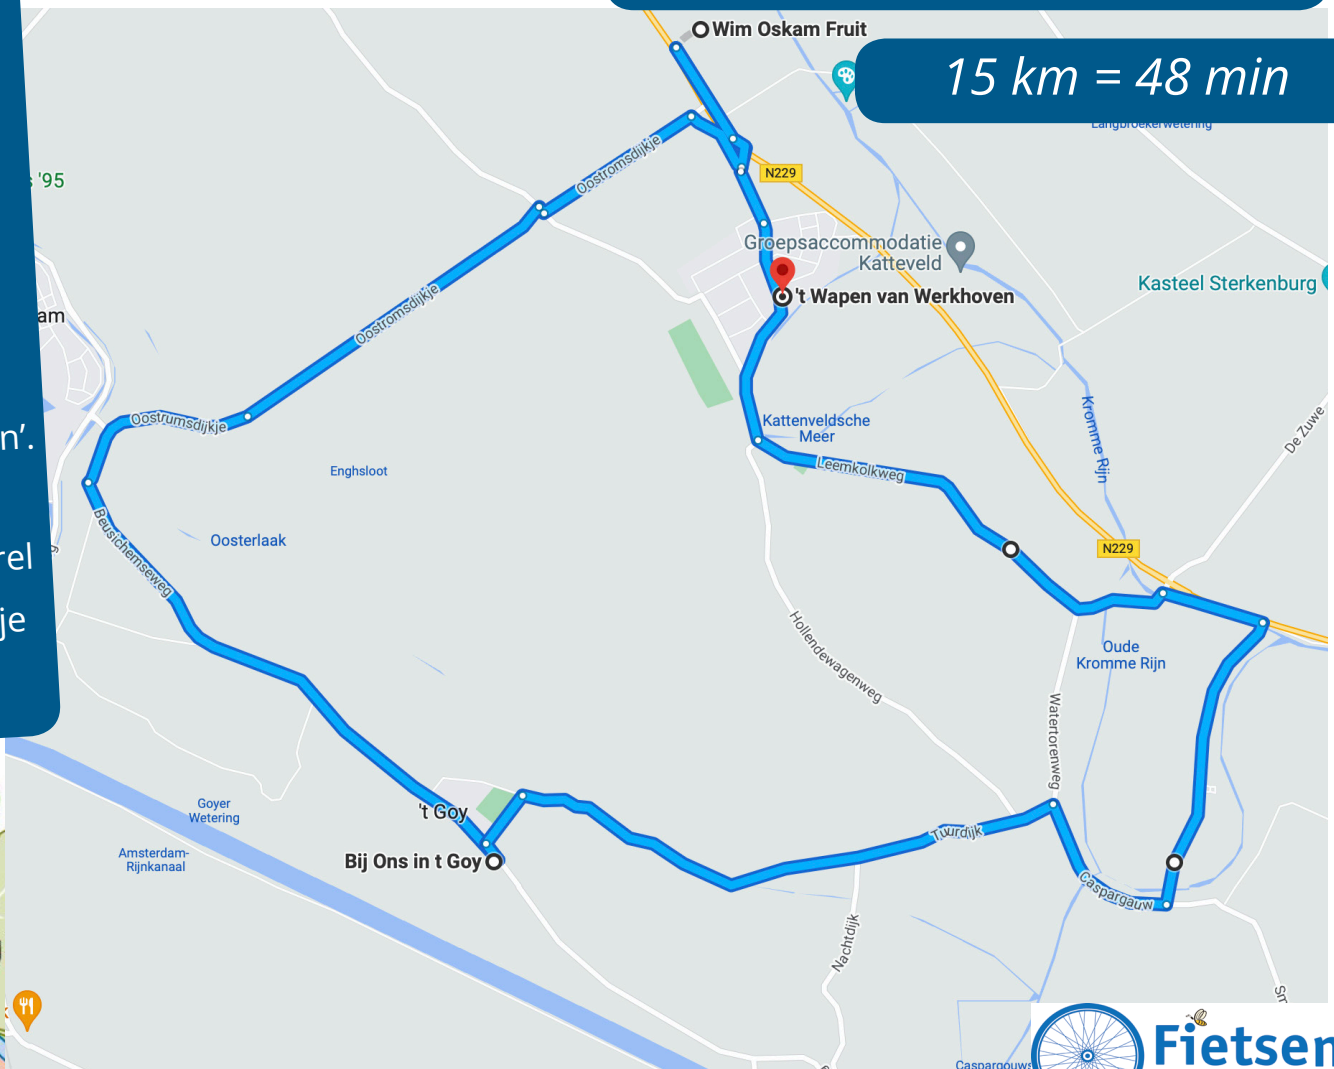 Wim Oskam Fruit
15 km = 48 min
Langbroekerwetering
Oostromsdijkje
N229
'95
Groepsaccommodatie
Katteveld
't Wapen van Werkhoven
Kasteel Sterkenburg
am
Oostromsdijkje
Oostrumsdijkje
Kattenveldsche
Meer
Kromme Rijn
De Zuwe
n’.
Leemkolkweg
Enghsloot
Beusichemseweg
Oosterlaak
N229
rel
je
Hollendewagenweg
Oude
Kromme Rijn
Watertorenweg
Goyer
Wetering
't Goy
Tuurdijk
Amsterdam-
Rijnkanaal
Bij Ons in t Goy
Caspargauw
Nachtdijk
Sm
Fietsen
Caspargouws